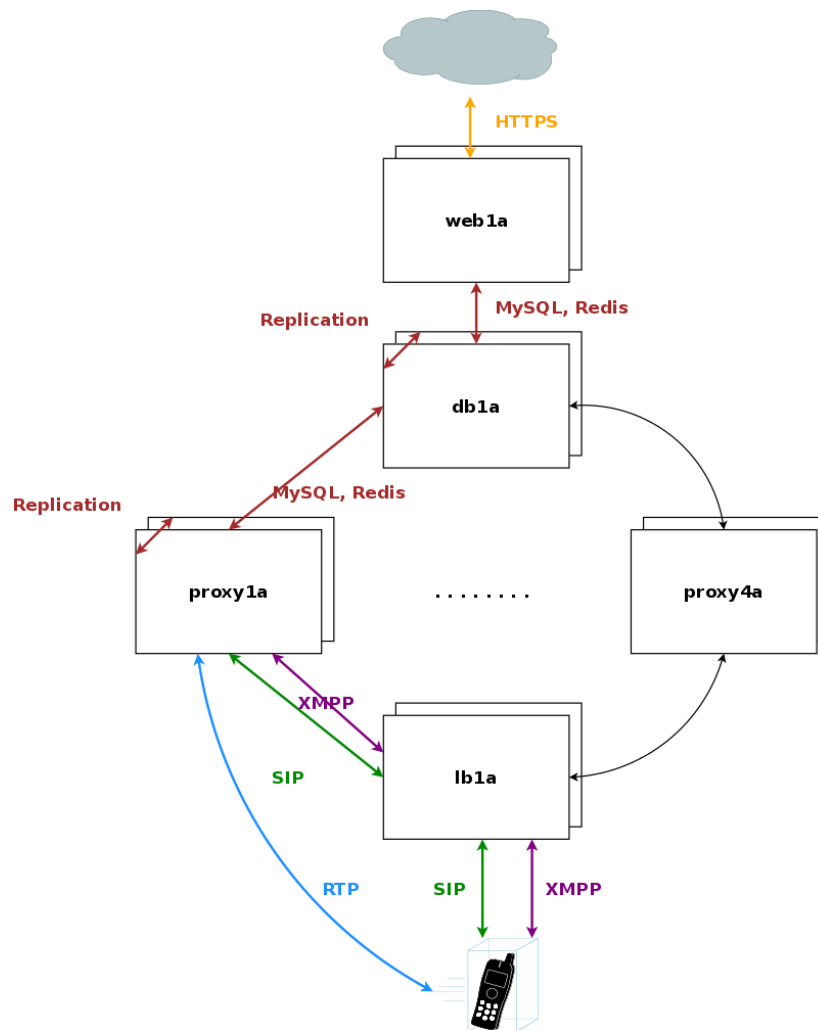 HTTPS
web1a
MySQL, Redis
Replication
db1a
MySQL, Redis
Replication
proxy1a
. . . . . . . .
proxy4a
XMPP
SIP
lb1a
RTP
SIP
XMPP